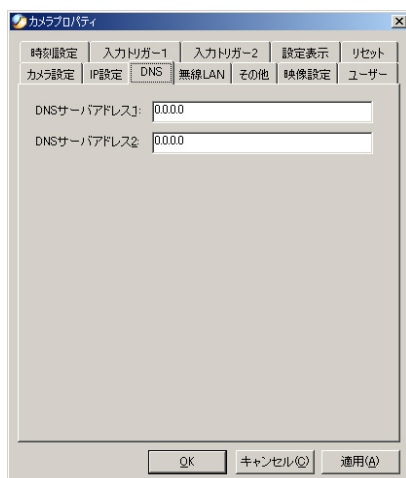 カメラプロパティ
時刻設定 入力トリガー1 入力トリガー2 設定表示 リセット
カメラ設定 IP設定 DNS 無線LAN その他 映像設定 ユーザー
DNSサーバアドレス1: 0.0.0.0
DNSサーバアドレス2: 0.0.0.0
OK キャンセル(C) 適用(A)